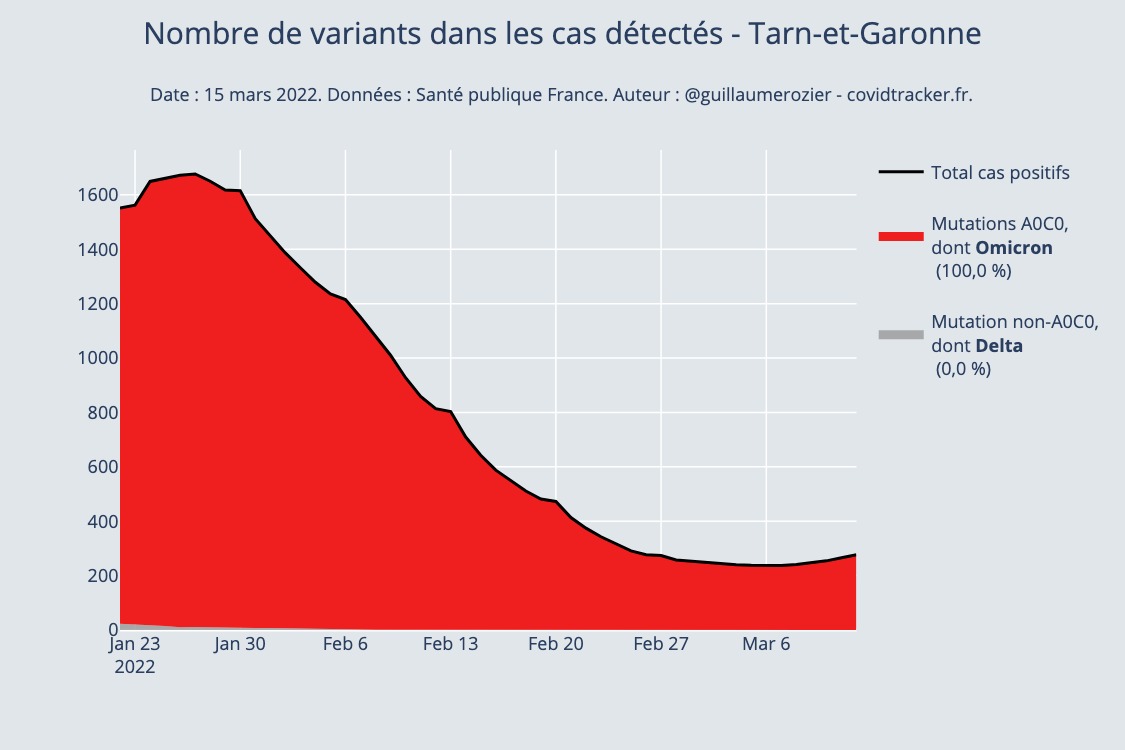 Nombre de variants dans les cas détectés - Tarn-et-Garonne
Date : 15 mars 2022. Données : Santé publique France. Auteur : @guillaumerozier - covidtracker.fr.
Total cas positifs
Mutations A0C0,
dont Omicron
(100,0 %)
Mutation non-A0C0,
dont Delta
(0,0 %)
1600
1400
1200
1000
800
600
400
200
0
Jan 23 Jan 30 Feb 6 Feb 13 Feb 20 Feb 27 Mar 6
2022